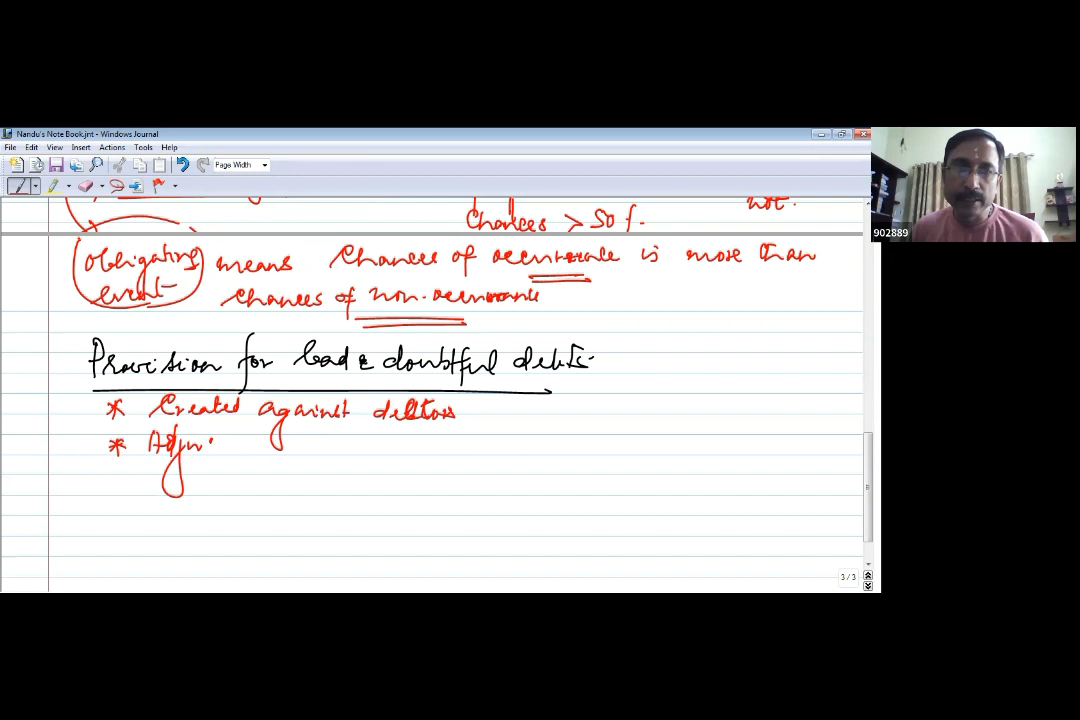 Nandu's Note Book.jnt - Windows Journal
File Edit View Insert Actions Tools Help
Page Width
not.
Chances > 50 %
902889
Obligating means Chances of occurrence is more than
event Chances of non-occurrence
Provision for bad & doubtful debts
* Created against debtors
* Adju
3 / 3